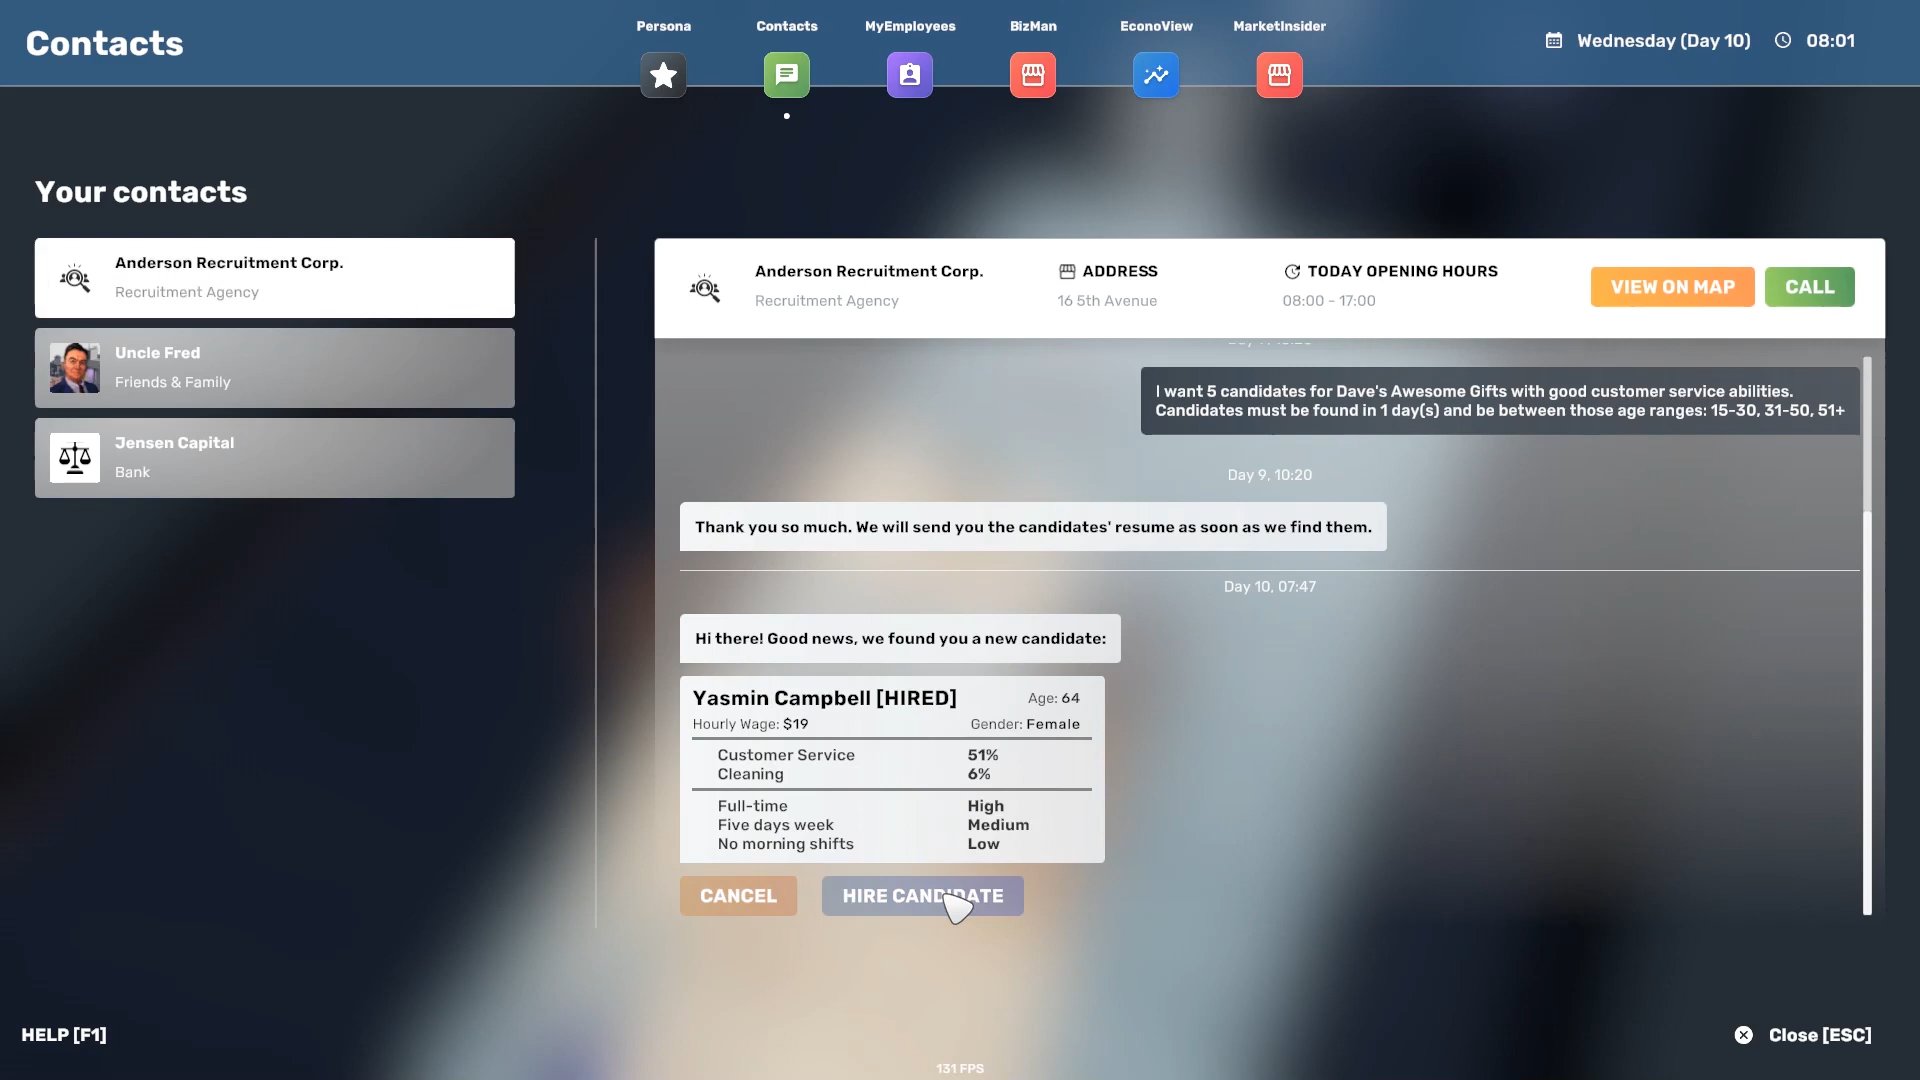 Contacts
Persona
Contacts
MyEmployees
BizMan
EconoView
MarketInsider
Wednesday (Day 10)
08:01
Your contacts
Anderson Recruitment Corp.
Recruitment Agency
Uncle Fred
Friends & Family
Jensen Capital
Bank
Anderson Recruitment Corp.
Recruitment Agency
ADDRESS
16 5th Avenue
TODAY OPENING HOURS
08:00 - 17:00
VIEW ON MAP
CALL
I want 5 candidates for Dave's Awesome Gifts with good customer service abilities.
Candidates must be found in 1 day(s) and be between those age ranges: 15-30, 31-50, 51+
Day 9, 10:20
Thank you so much. We will send you the candidates' resume as soon as we find them.
Day 10, 07:47
Hi there! Good news, we found you a new candidate:
Yasmin Campbell [HIRED]
Age: 64
Hourly Wage: $19
Gender: Female
Customer Service 51%
Cleaning 6%
Full-time High
Five days week Medium
No morning shifts Low
CANCEL
HIRE CANDIDATE
HELP [F1]
Close [ESC]
131 FPS